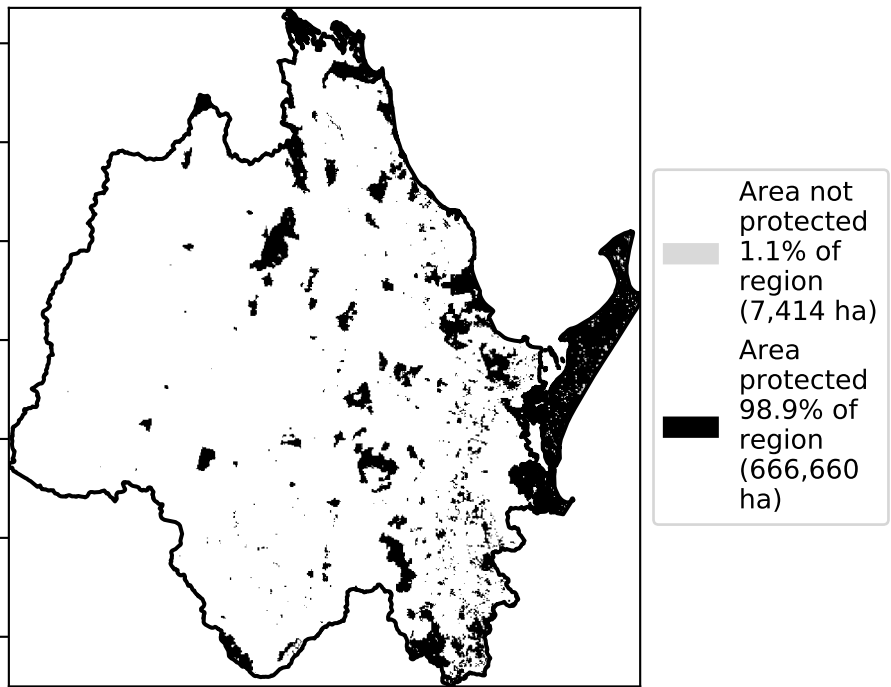 Area not
protected
1.1% of
region
(7,414 ha)
Area
protected
98.9% of
region
(666,660
ha)